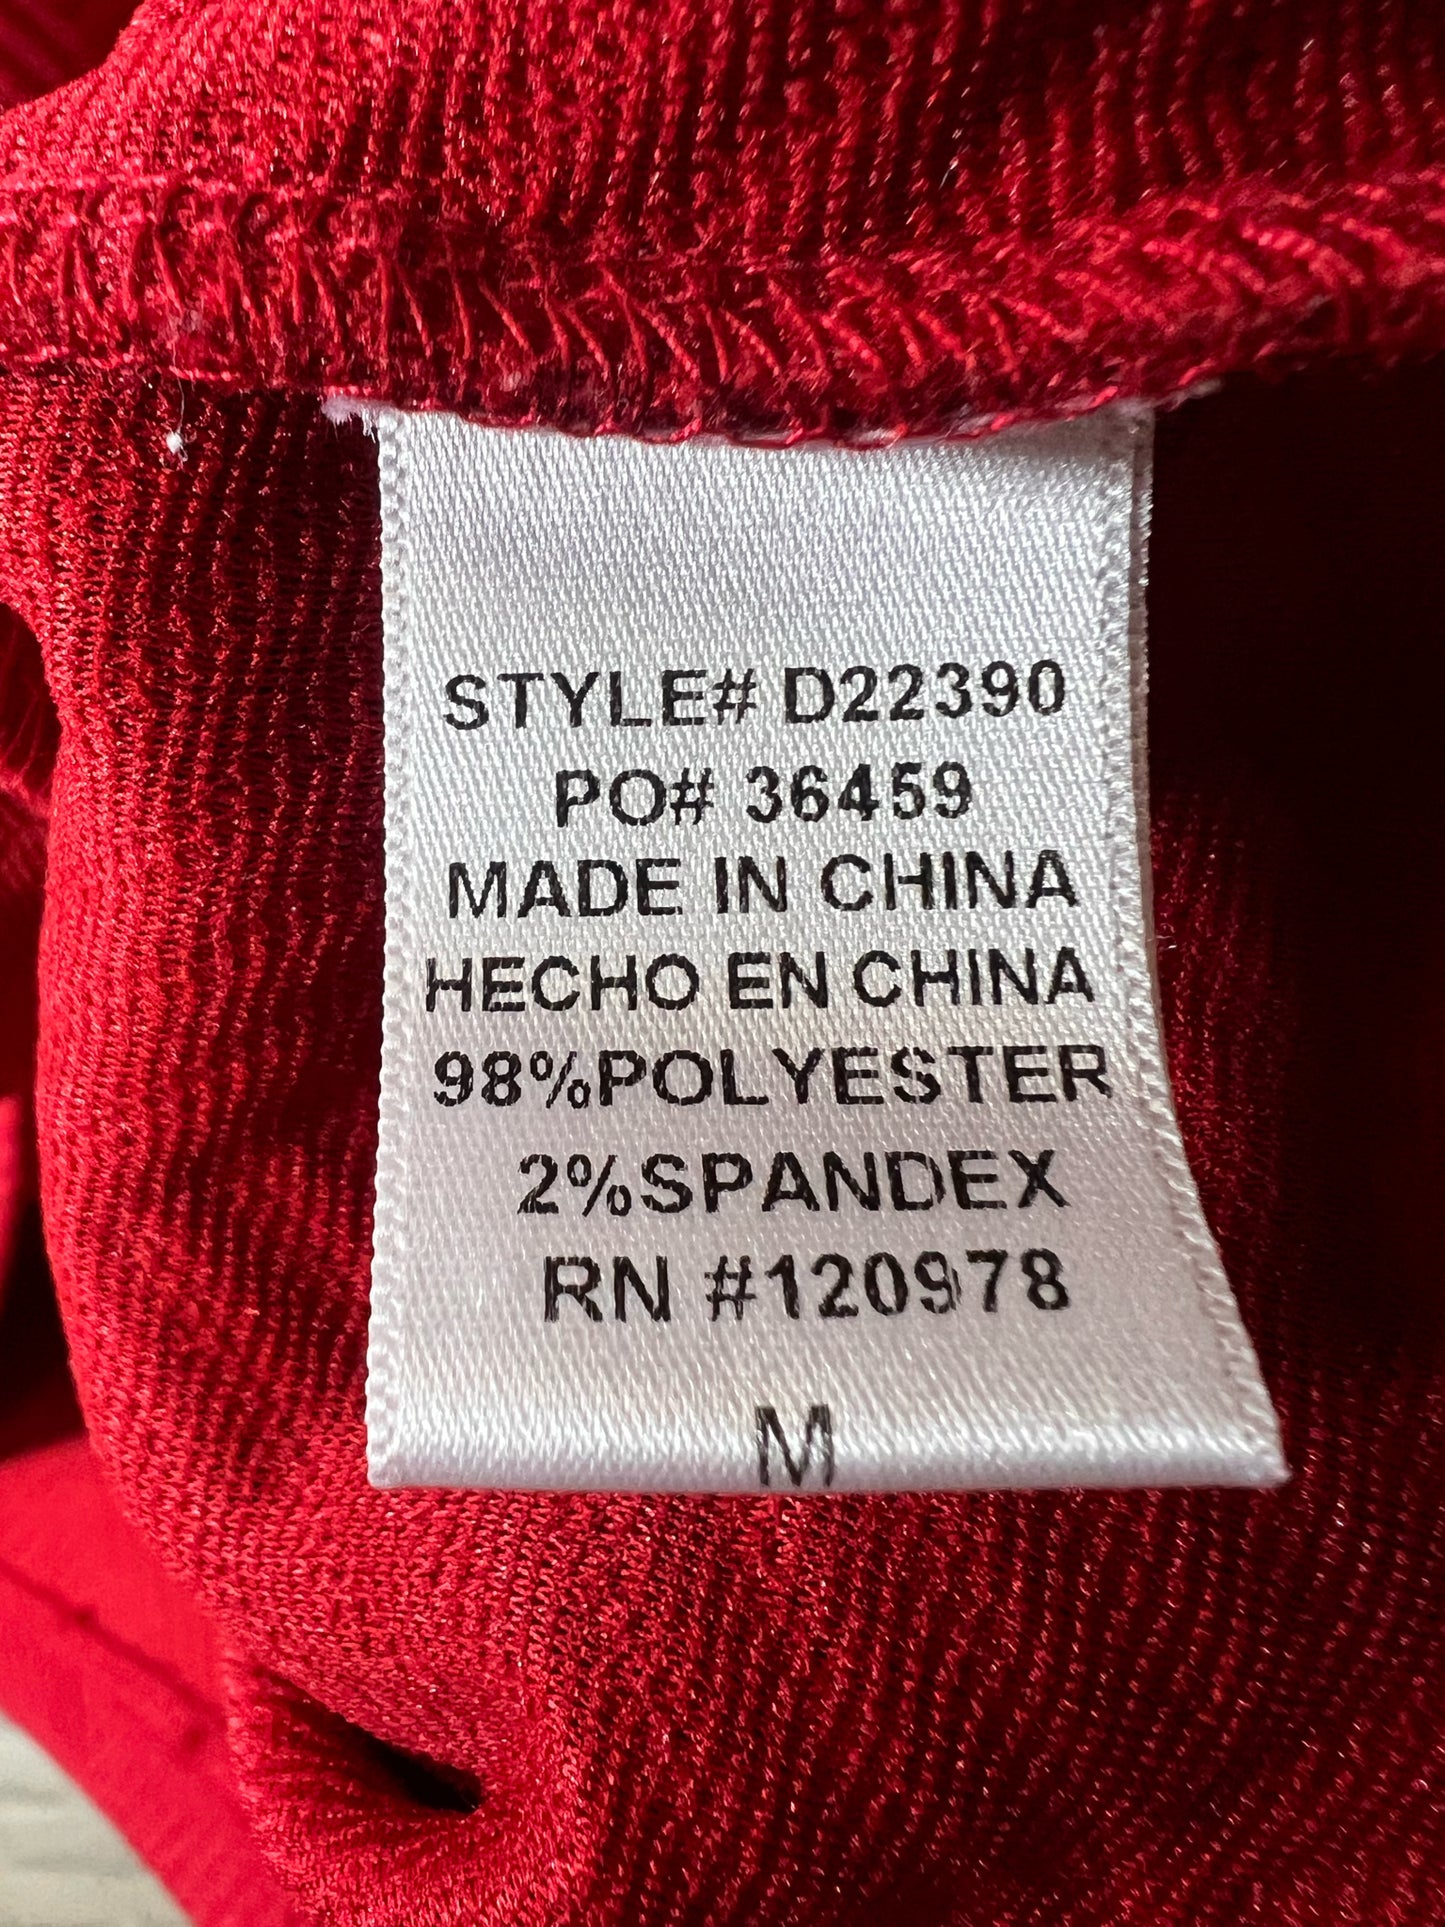 STYLE# D22390
PO# 36459
MADE IN CHINA
HECHO EN CHINA
98%POLYESTER
2%SPANDEX
RN #120978
M